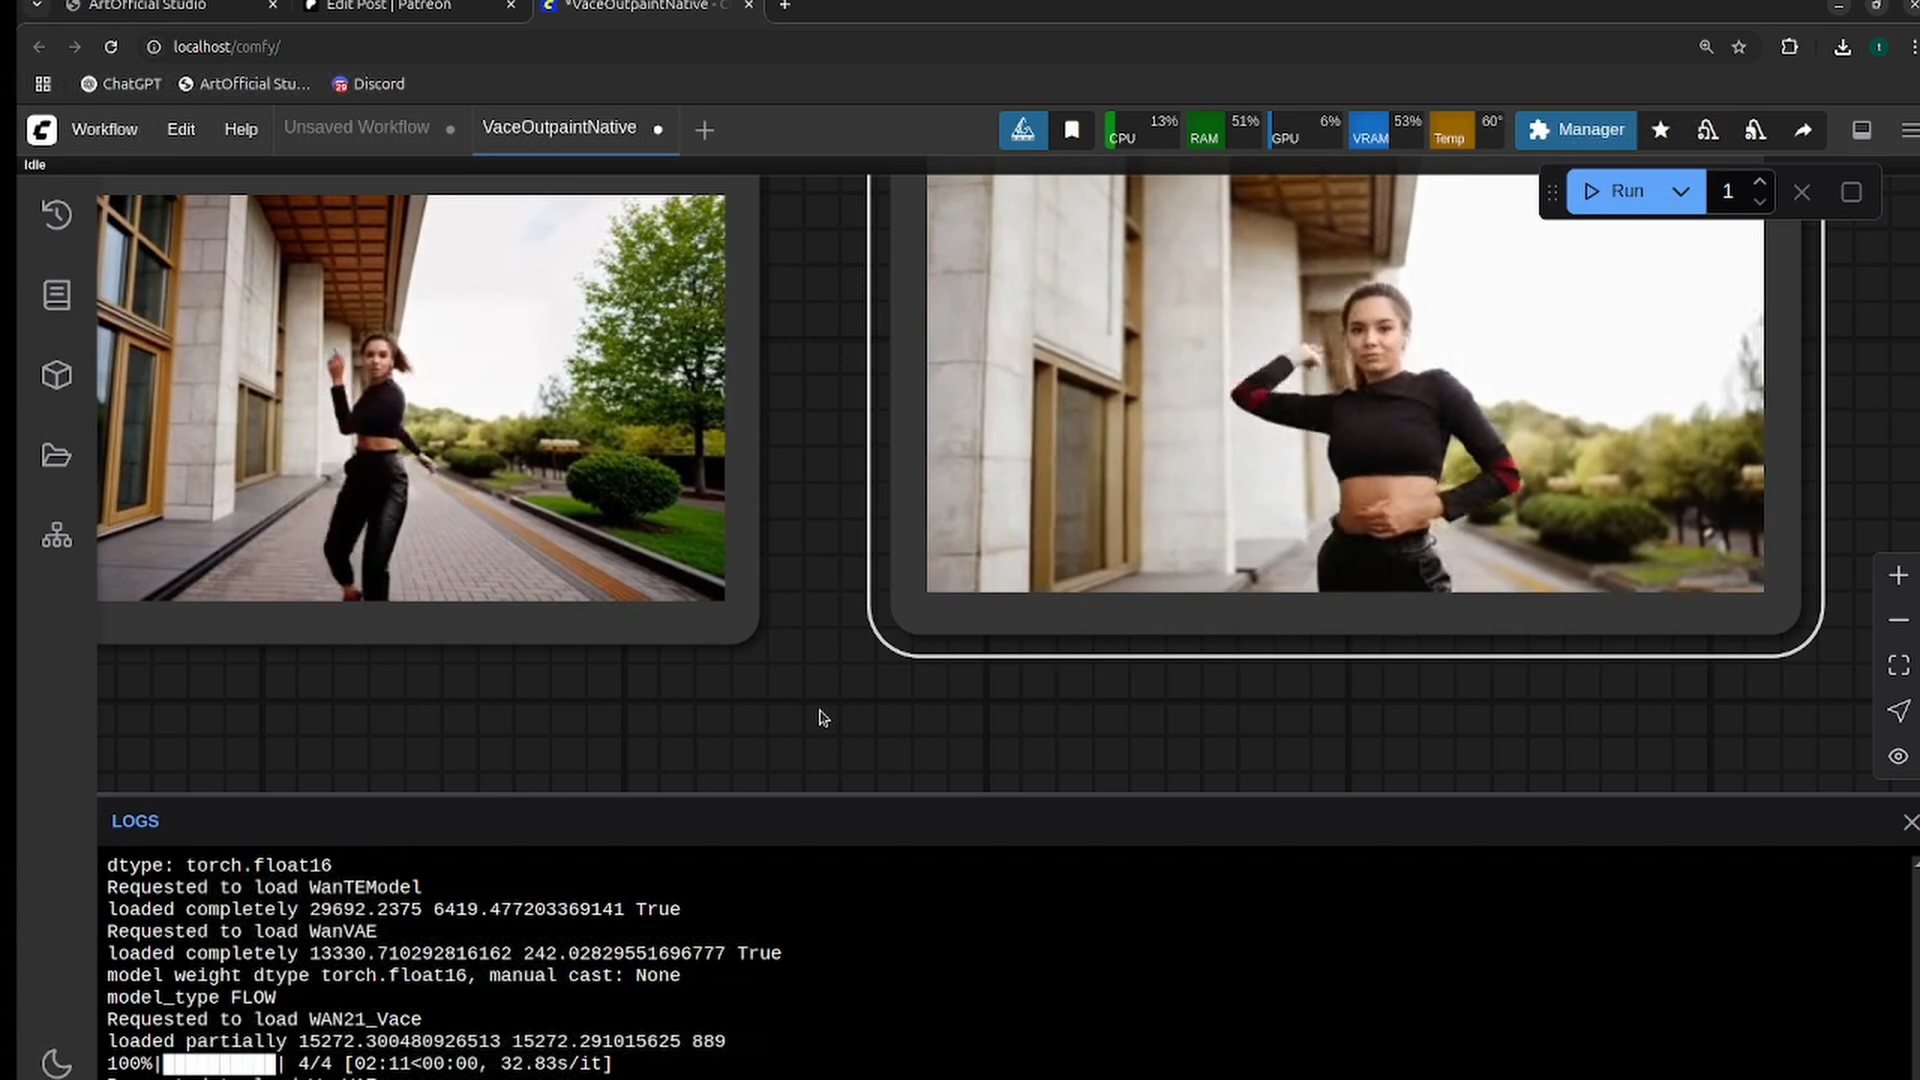 ArtOfficial Studio
Edit Post | Patreon
*VaceOutpaintNative - C
localhost/comfy/
t
ChatGPT
ArtOfficial Stu...
29
Discord
Workflow
Edit
Help
Unsaved Workflow
VaceOutpaintNative
CPU 13%
RAM 51%
GPU 6%
VRAM 53%
Temp 60°
Manager
Idle
Run
1
LOGS
dtype: torch.float16
Requested to load WanTEModel
loaded completely 29692.2375 6419.477203369141 True
Requested to load WanVAE
loaded completely 13330.710292816162 242.02829551696777 True
model weight dtype torch.float16, manual cast: None
model_type FLOW
Requested to load WAN21_Vace
loaded partially 15272.300480926513 15272.291015625 889
100%|██████████| 4/4 [02:11<00:00, 32.83s/it]